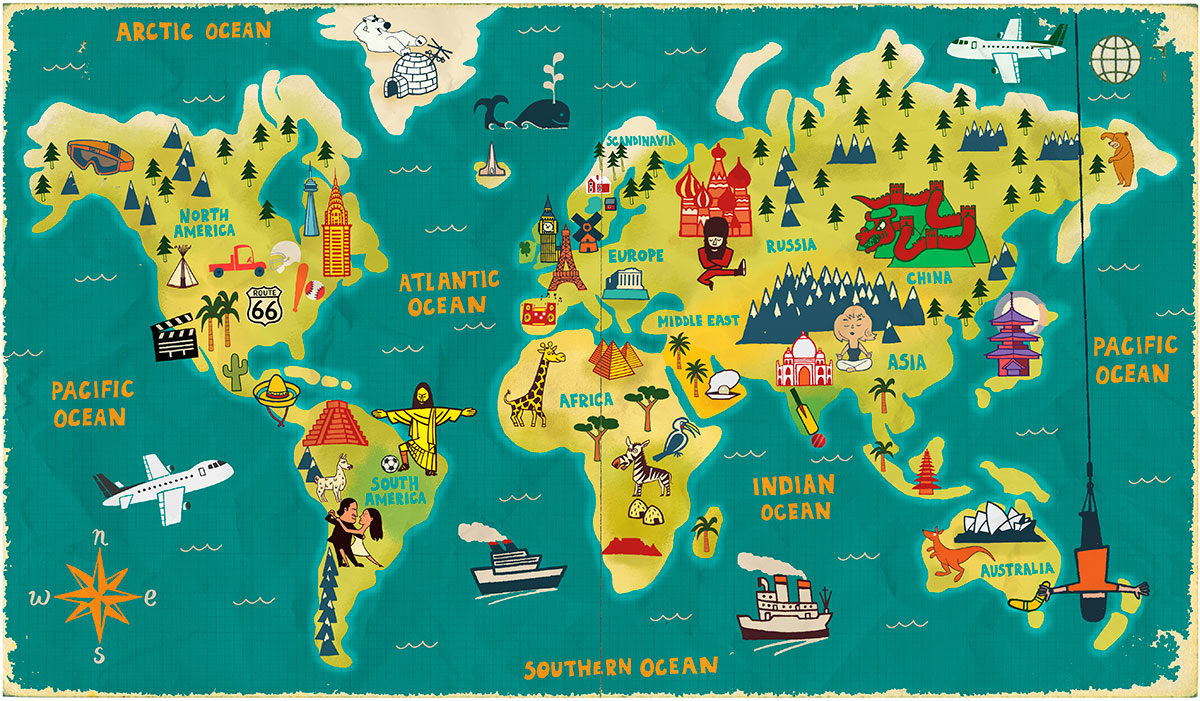 ARCTIC OCEAN
SCANDINAVIA
NORTH
AMERICA
RUSSIA
EUROPE
CHINA
ATLANTIC
OCEAN
ROUTE
66
MIDDLE EAST
ASIA
PACIFIC
OCEAN
PACIFIC
OCEAN
AFRICA
SOUTH
AMERICA
INDIAN
OCEAN
n
w
e
s
AUSTRALIA
SOUTHERN OCEAN